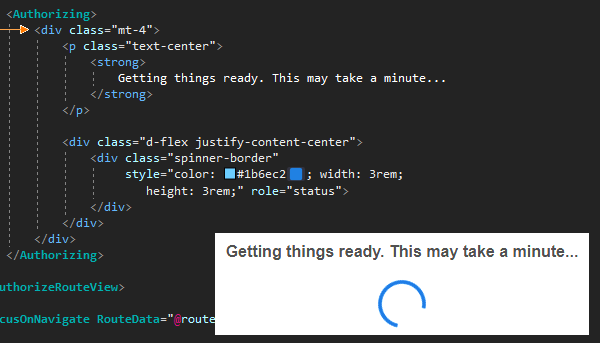 <Authorizing>
<div class="mt-4">
<p class="text-center">
<strong>
Getting things ready. This may take a minute...
</strong>
</p>
<div class="d-flex justify-content-center">
<div class="spinner-border"
style="color: #1b6ec2; width: 3rem;
height: 3rem;" role="status">
</div>
</div>
</div>
</Authorizing>
Getting things ready. This may take a minute...
uthorizeRouteView>
cusOnNavigate RouteData="@route